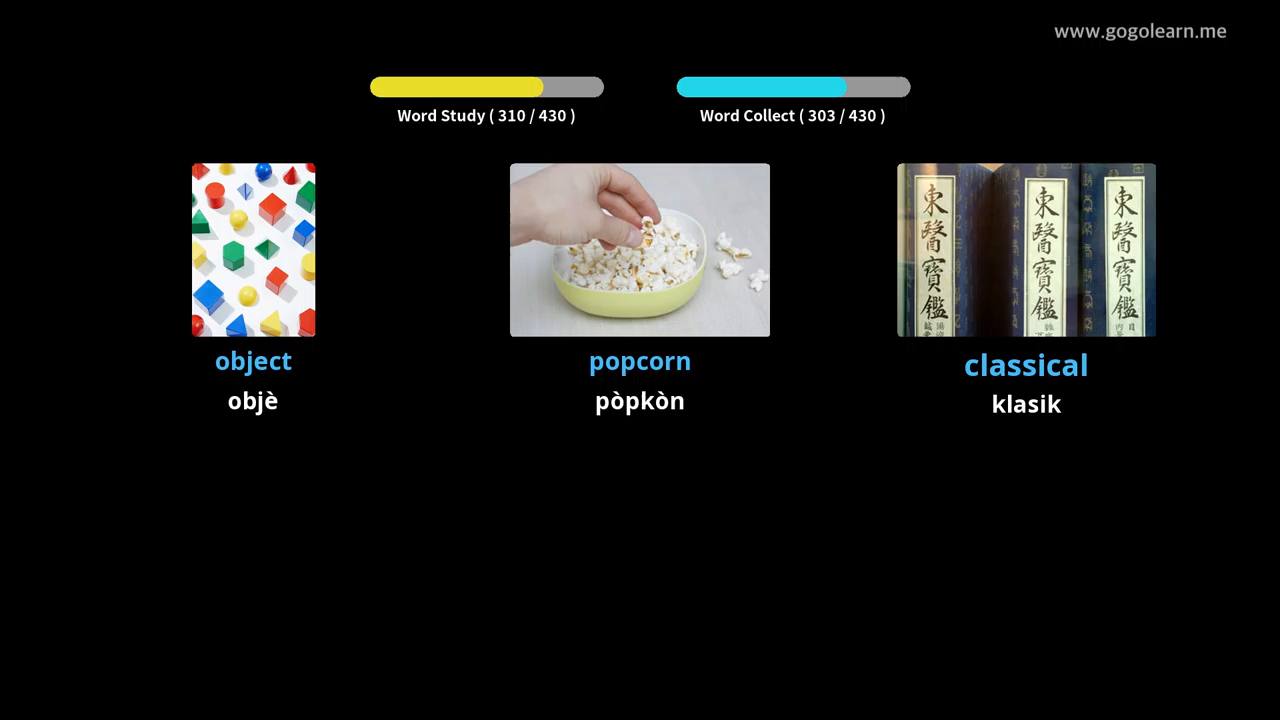 www.gogolearn.me
Word Study ( 310 / 430 )
Word Collect ( 303 / 430 )
東醫寶鑑
東醫寶鑑
東醫寶鑑
object
popcorn
classical
objè
pòpkòn
klasik